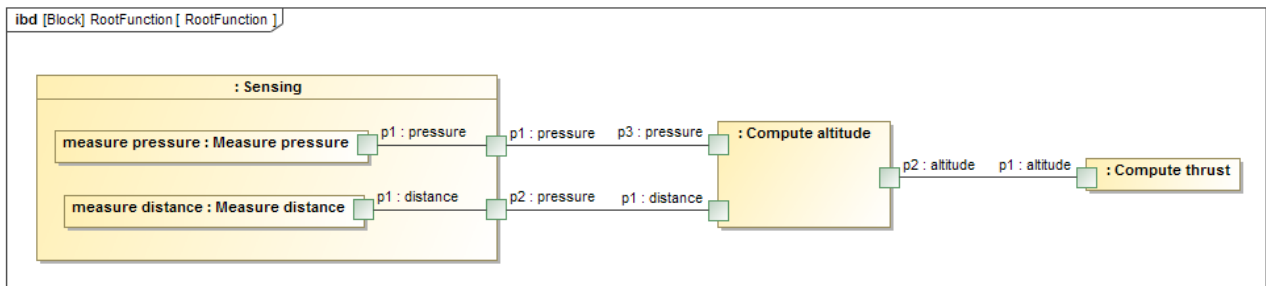 ibd [Block] RootFunction [ RootFunction ]
: Sensing
measure pressure : Measure pressure
p1 : pressure
p1 : pressure
p3 : pressure
: Compute altitude
measure distance : Measure distance
p1 : distance
p2 : pressure
p1 : distance
p2 : altitude
p1 : altitude
: Compute thrust